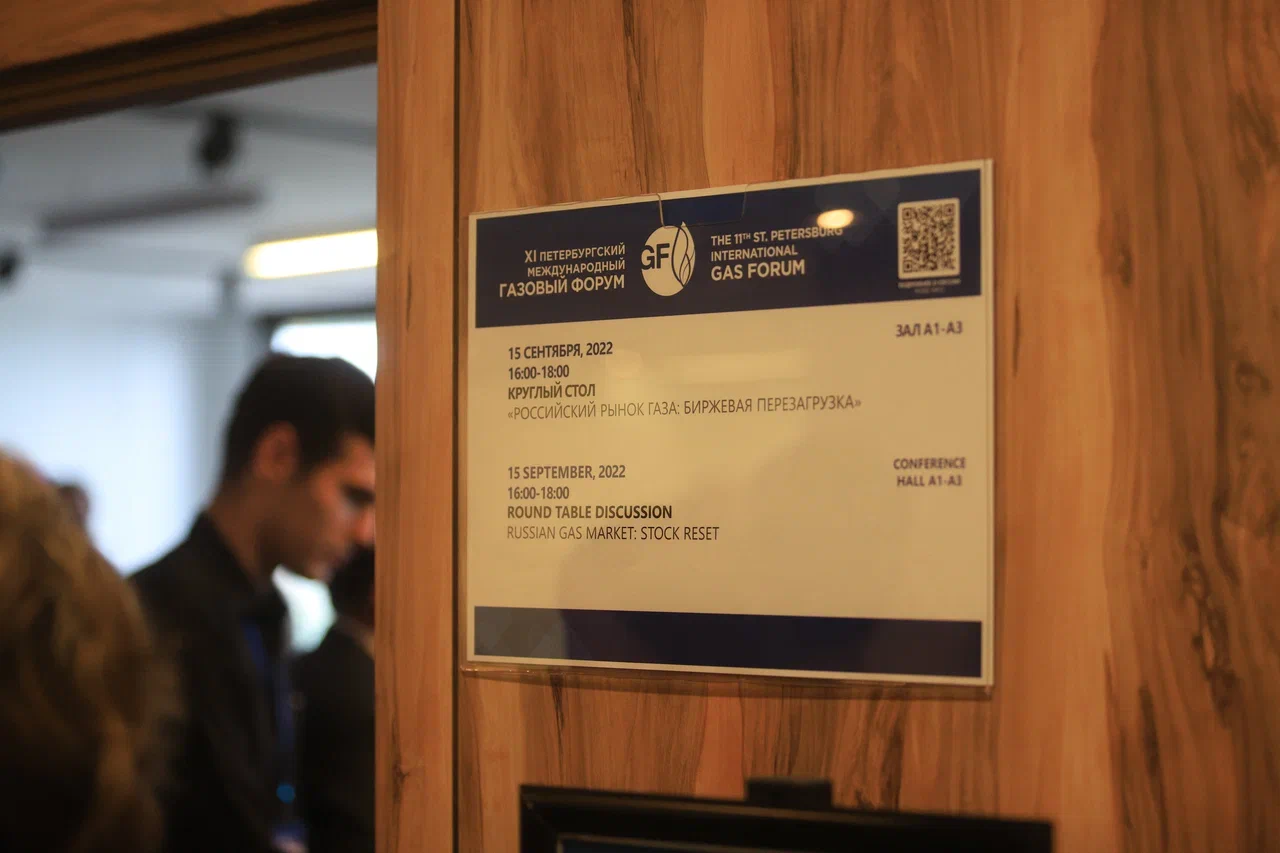 XI ПЕТЕРБУРГСКИЙ
МЕЖДУНАРОДНЫЙ
ГАЗОВЫЙ ФОРУМ
GF
THE 11TH ST. PETERSBURG
INTERNATIONAL
GAS FORUM
ЗАЛ А1-А3
15 СЕНТЯБРЯ, 2022
16:00-18:00
КРУГЛЫЙ СТОЛ
«РОССИЙСКИЙ РЫНОК ГАЗА: БИРЖЕВАЯ ПЕРЕЗАГРУЗКА»
15 SEPTEMBER, 2022
16:00-18:00
ROUND TABLE DISCUSSION
RUSSIAN GAS MARKET: STOCK RESET
CONFERENCE
HALL A1-A3